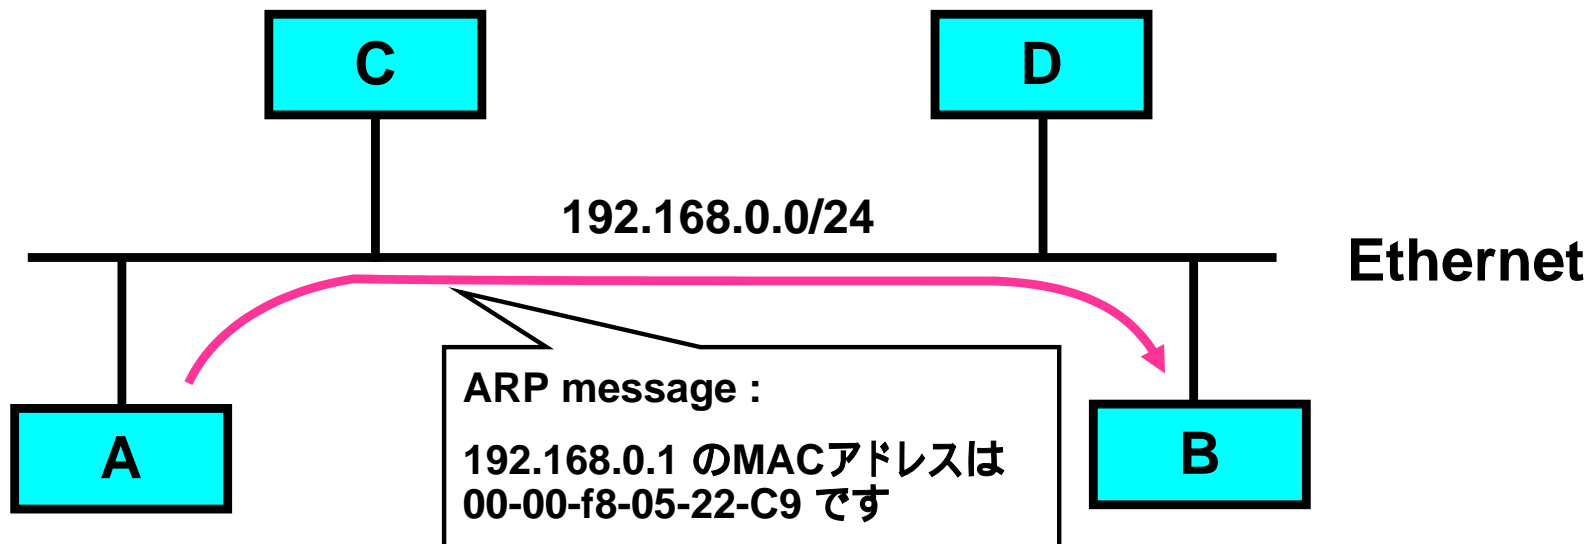 C
D
192.168.0.0/24
Ethernet
ARP message :
192.168.0.1 のMACアドレスは
00-00-f8-05-22-C9 です
A
B